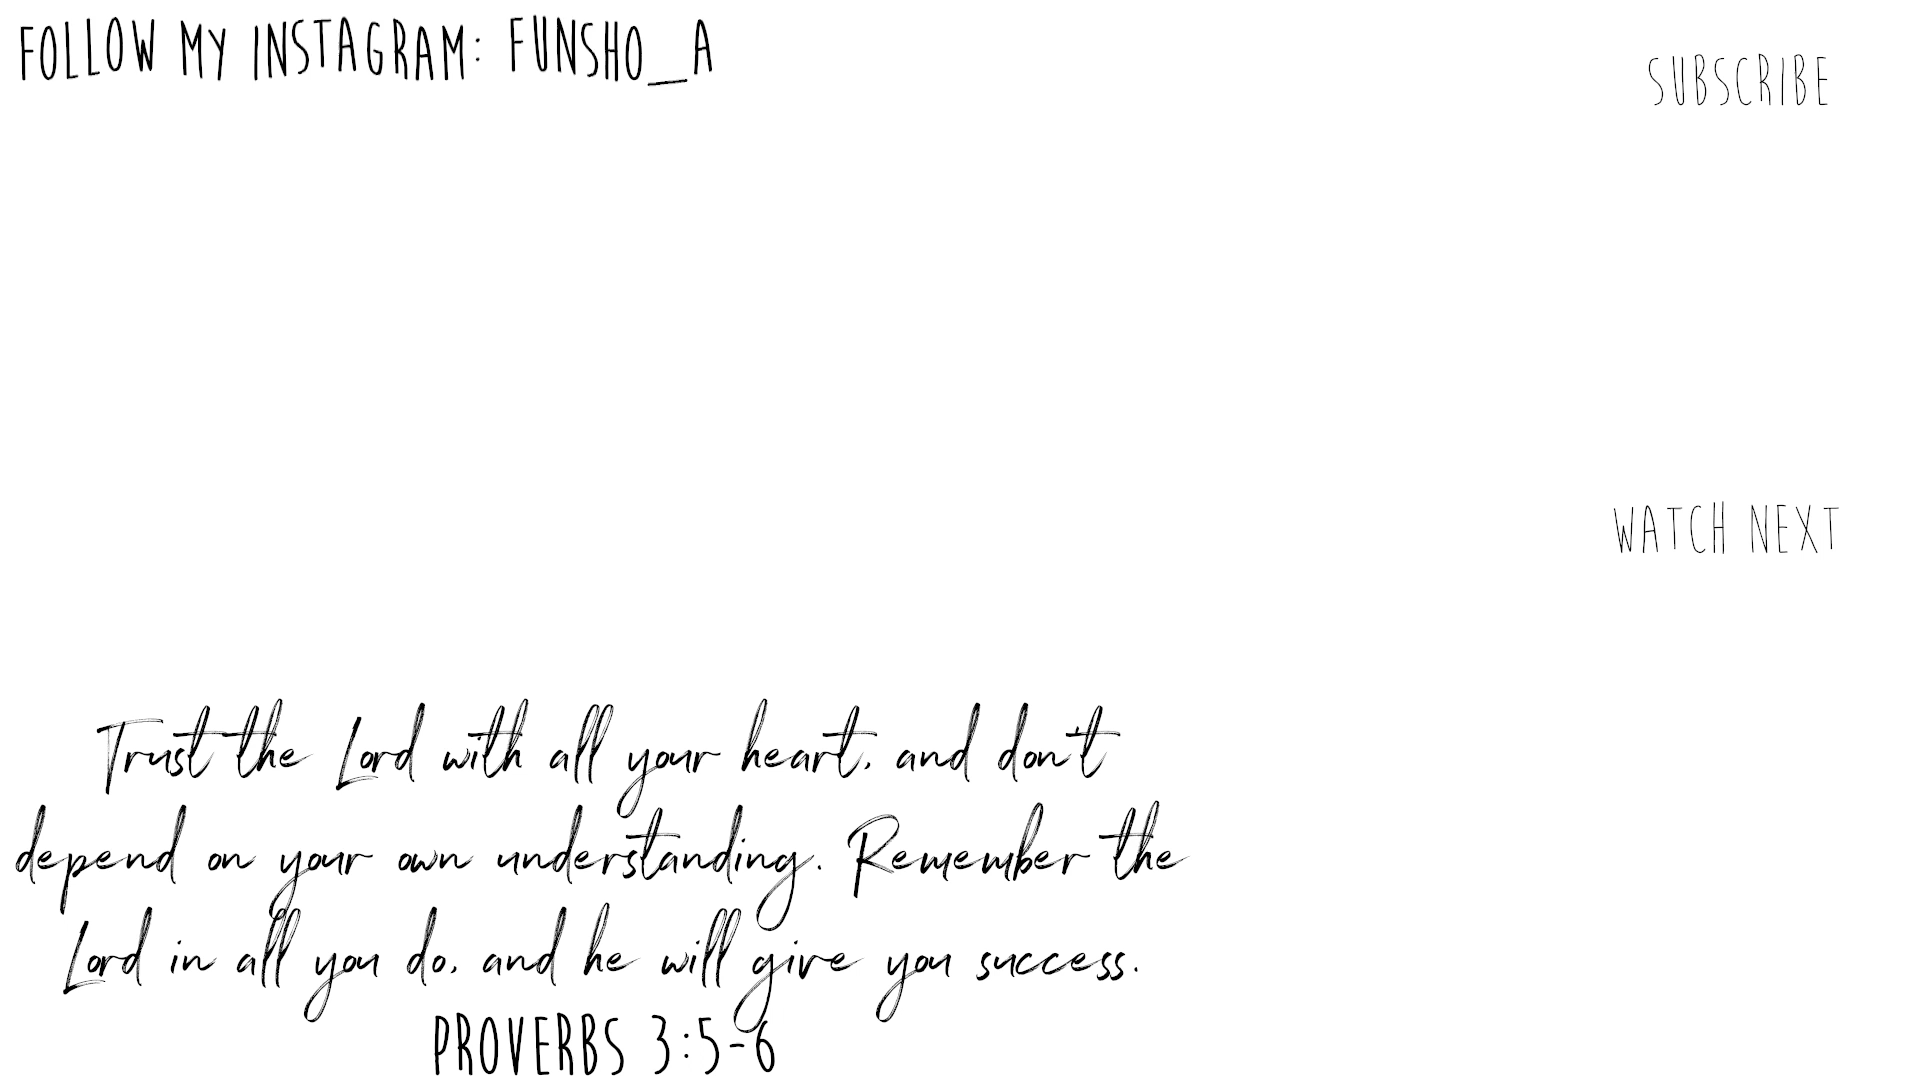 FOLLOW MY INSTAGRAM: FUNSHO_A
SUBSCRIBE
WATCH NEXT
Trust the Lord with all your heart, and don't
depend on your own understanding. Remember the
Lord in all you do, and he will give you success.
PROVERBS 3:5-6